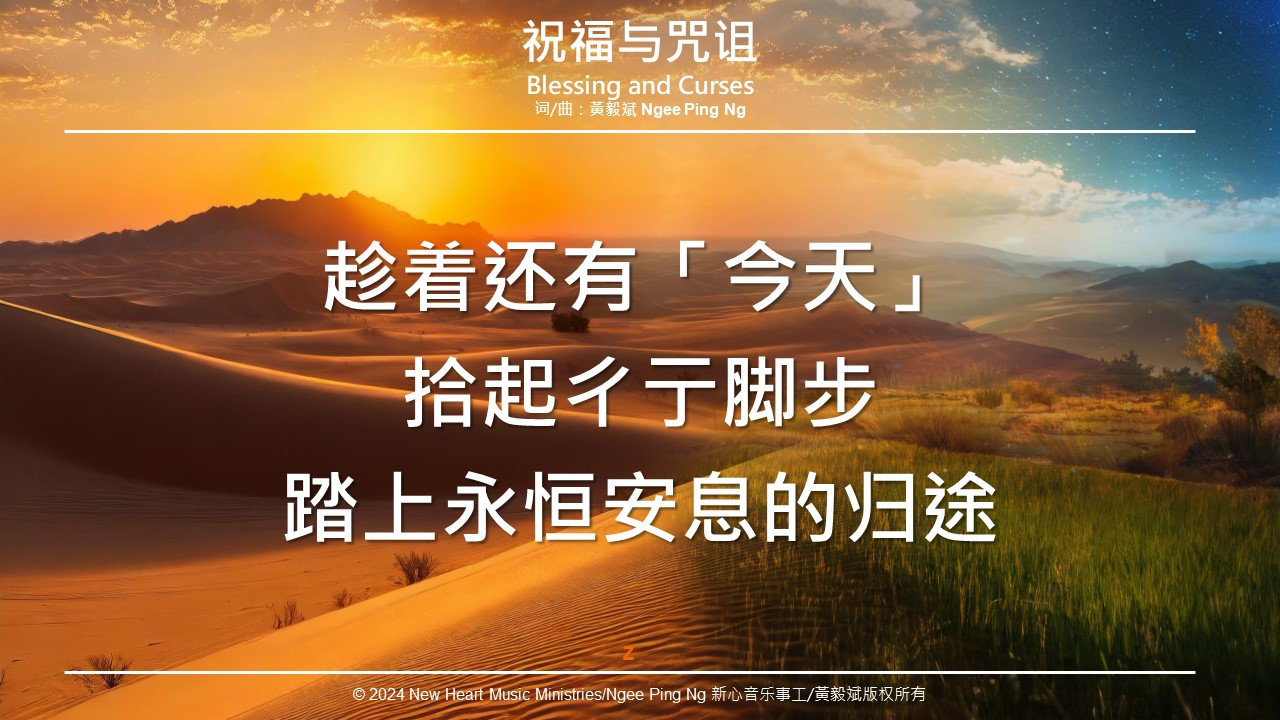 祝福与咒诅
Blessing and Curses
词/曲：黃毅斌 Ngee Ping Ng
趁着还有「今天」
拾起彳亍脚步
踏上永恒安息的归途
z
© 2024 New Heart Music Ministries/Ngee Ping Ng 新心音乐事工/黃毅斌版权所有